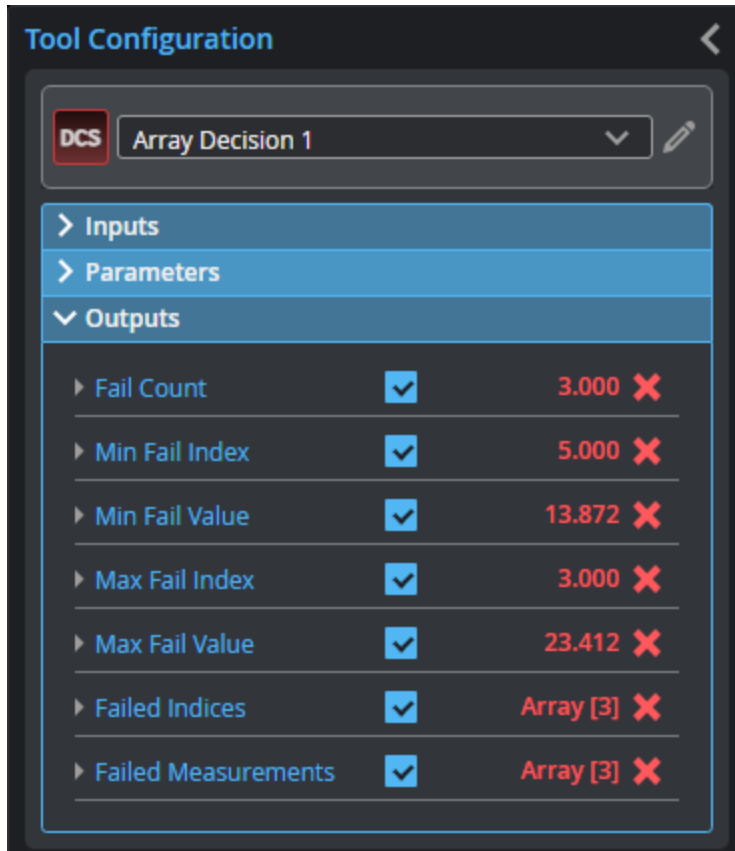 Tool Configuration
DCS Array Decision 1
Inputs
Parameters
Outputs
Fail Count 3.000
Min Fail Index 5.000
Min Fail Value 13.872
Max Fail Index 3.000
Max Fail Value 23.412
Failed Indices Array [3]
Failed Measurements Array [3]